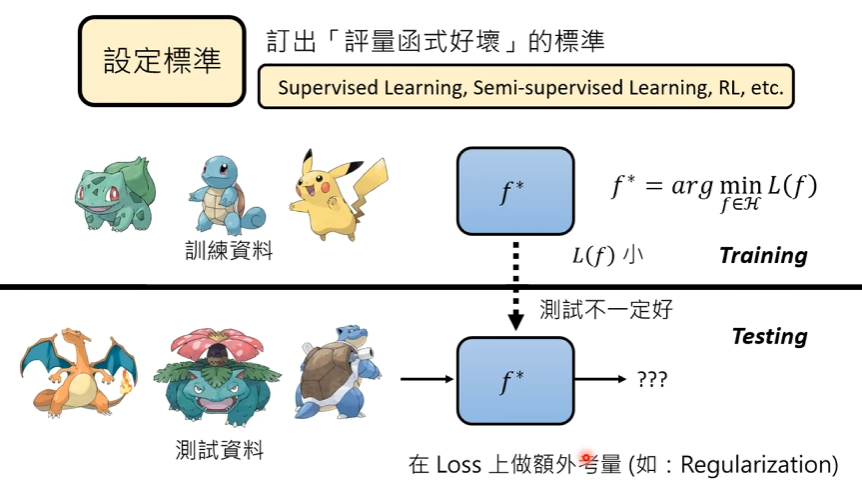 設定標準
訂出「評量函式好壞」的標準
Supervised Learning, Semi-supervised Learning, RL, etc.
f*
f* = arg min L(f)
f∈ℋ
訓練資料
L(f) 小
Training
測試不一定好
Testing
f*
???
測試資料
在 Loss 上做額外考量 (如：Regularization)